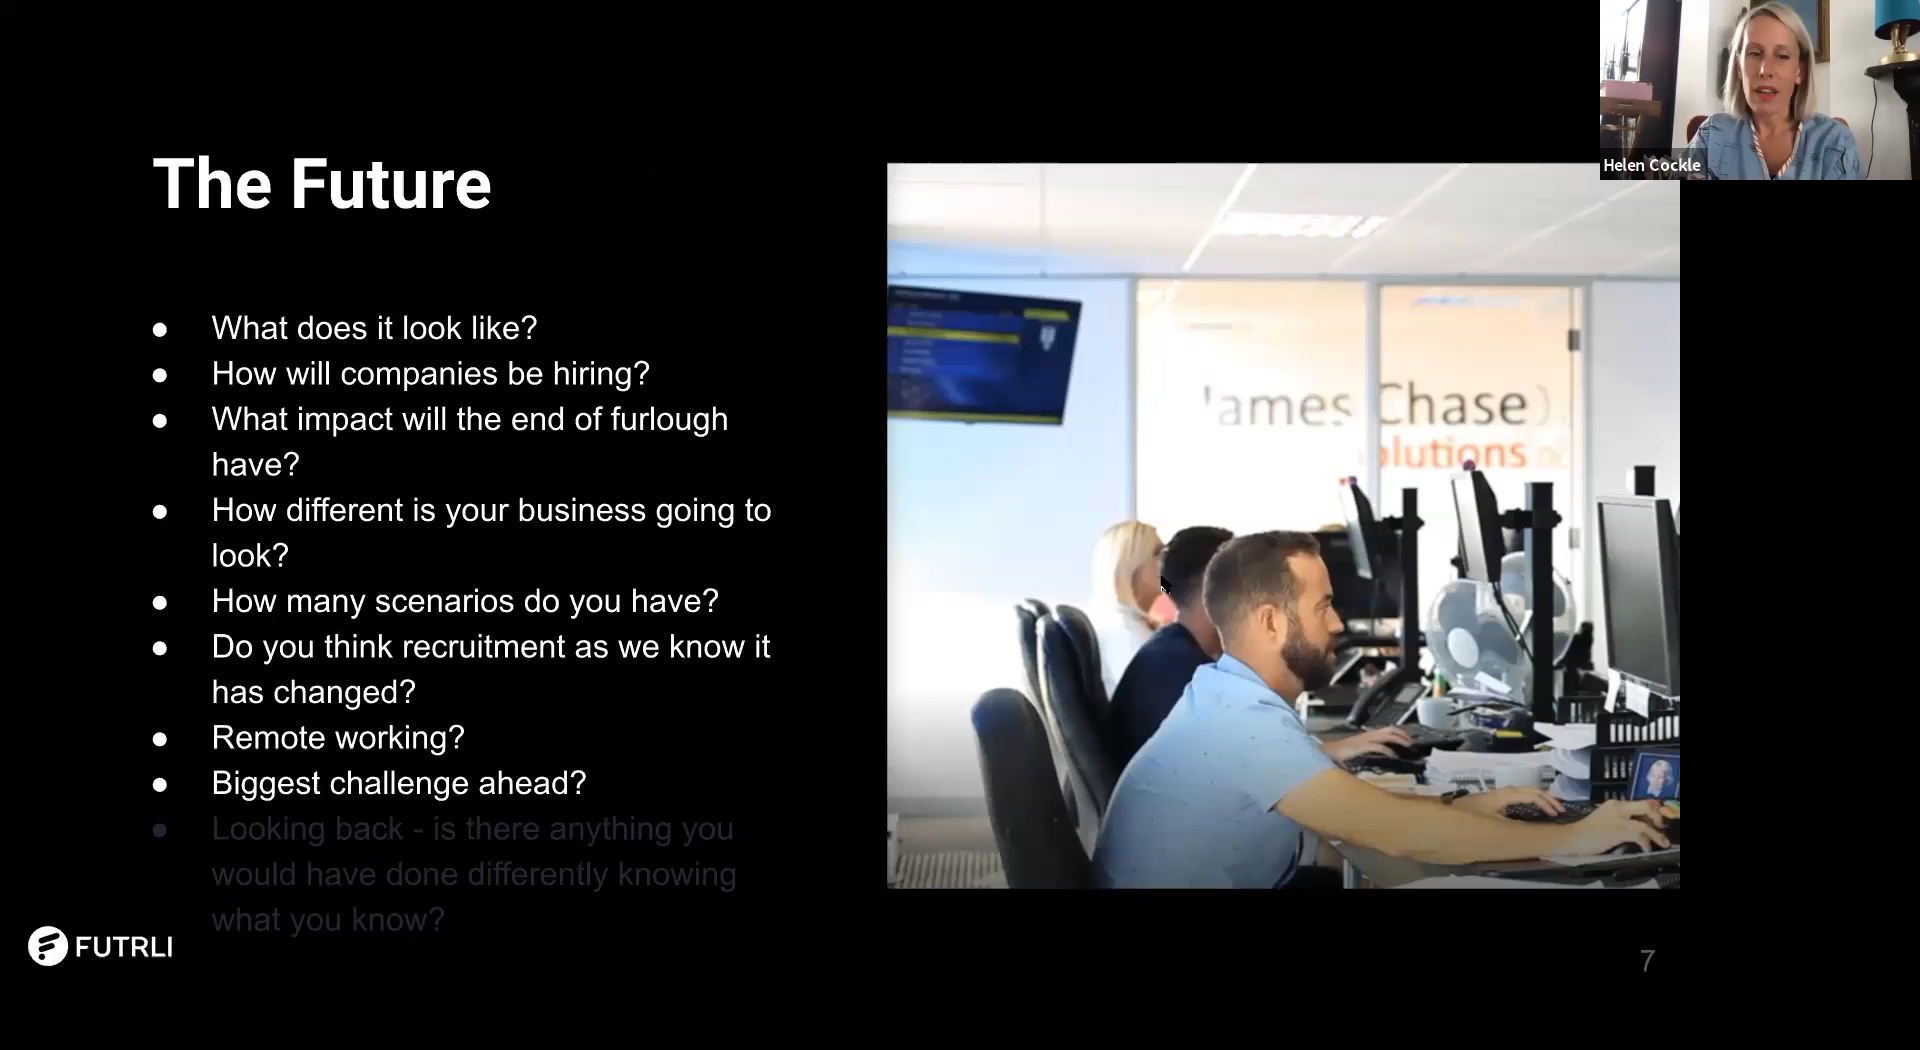 Helen Cockle
The Future
● What does it look like?
● How will companies be hiring?
● What impact will the end of furlough
have?
● How different is your business going to
look?
● How many scenarios do you have?
● Do you think recruitment as we know it
has changed?
● Remote working?
● Biggest challenge ahead?
● Looking back - is there anything you
would have done differently knowing
what you know?
James Chase
olutions
FUTRLI
7